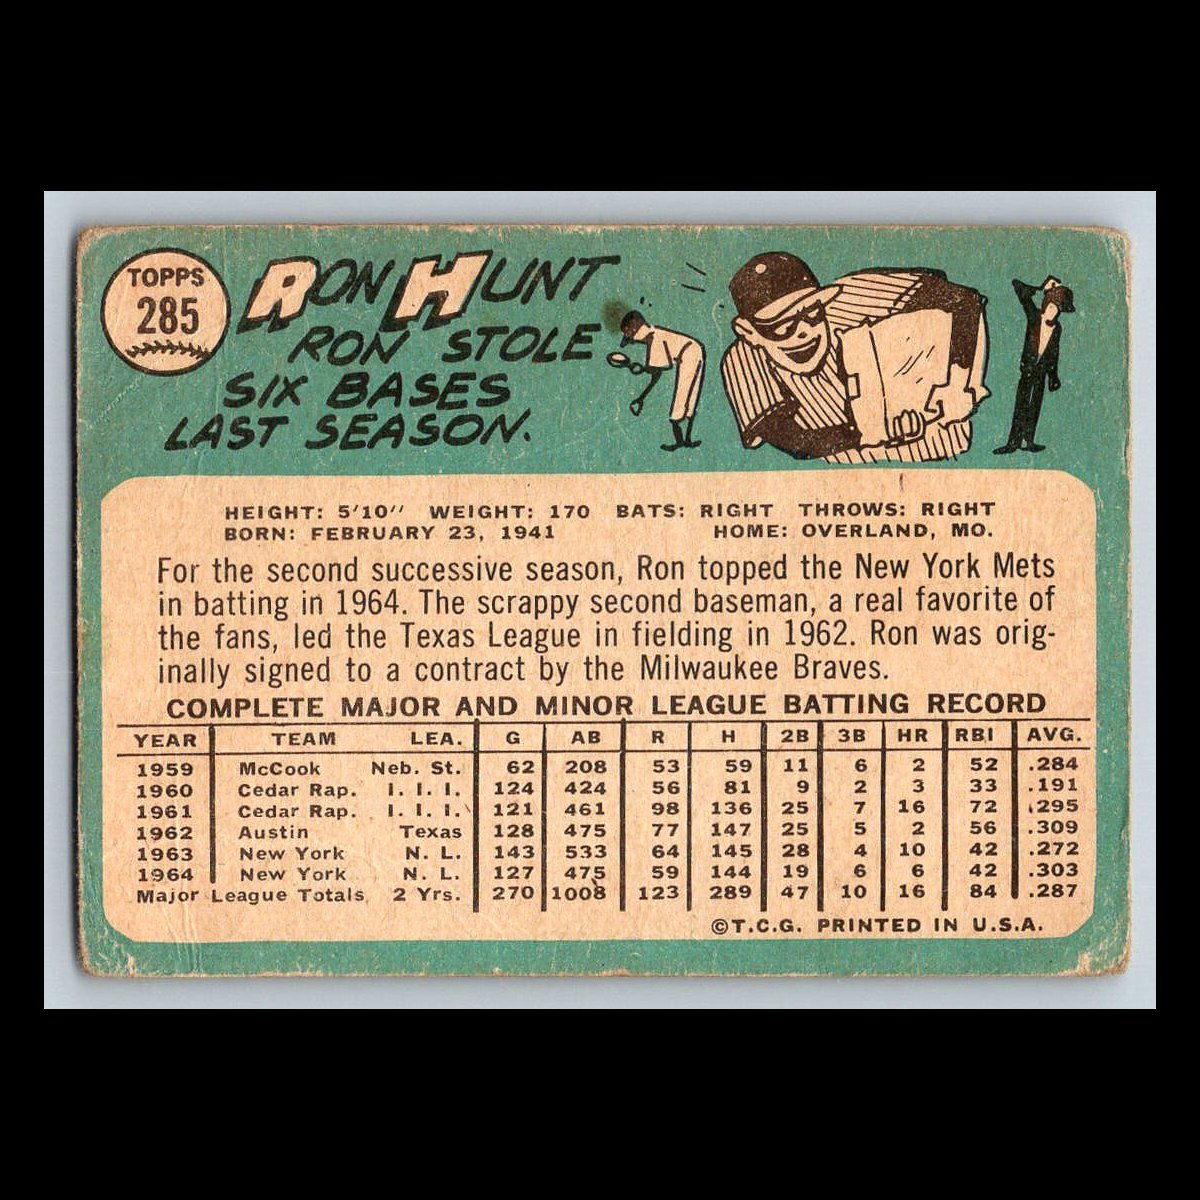 TOPPS
285
RON HUNT
RON STOLE
SIX BASES
LAST SEASON.
HEIGHT: 5'10" WEIGHT: 170 BATS: RIGHT THROWS: RIGHT
BORN: FEBRUARY 23, 1941 HOME: OVERLAND, MO.
For the second successive season, Ron topped the New York Mets
in batting in 1964. The scrappy second baseman, a real favorite of
the fans, led the Texas League in fielding in 1962. Ron was orig-
inally signed to a contract by the Milwaukee Braves.
COMPLETE MAJOR AND MINOR LEAGUE BATTING RECORD
YEAR TEAM LEA. G AB R H 2B 3B HR RBI AVG.
1959 McCook Neb. St. 62 208 53 59 11 6 2 52 .284
1960 Cedar Rap. I. I. I. 124 424 56 81 9 2 3 33 .191
1961 Cedar Rap. I. I. I. 121 461 98 136 25 7 16 72 .295
1962 Austin Texas 128 475 77 147 25 5 2 56 .309
1963 New York N. L. 143 533 64 145 28 4 10 42 .272
1964 New York N. L. 127 475 59 144 19 6 6 42 .303
Major League Totals 2 Yrs. 270 1008 123 289 47 10 16 84 .287
©T.C.G. PRINTED IN U.S.A.